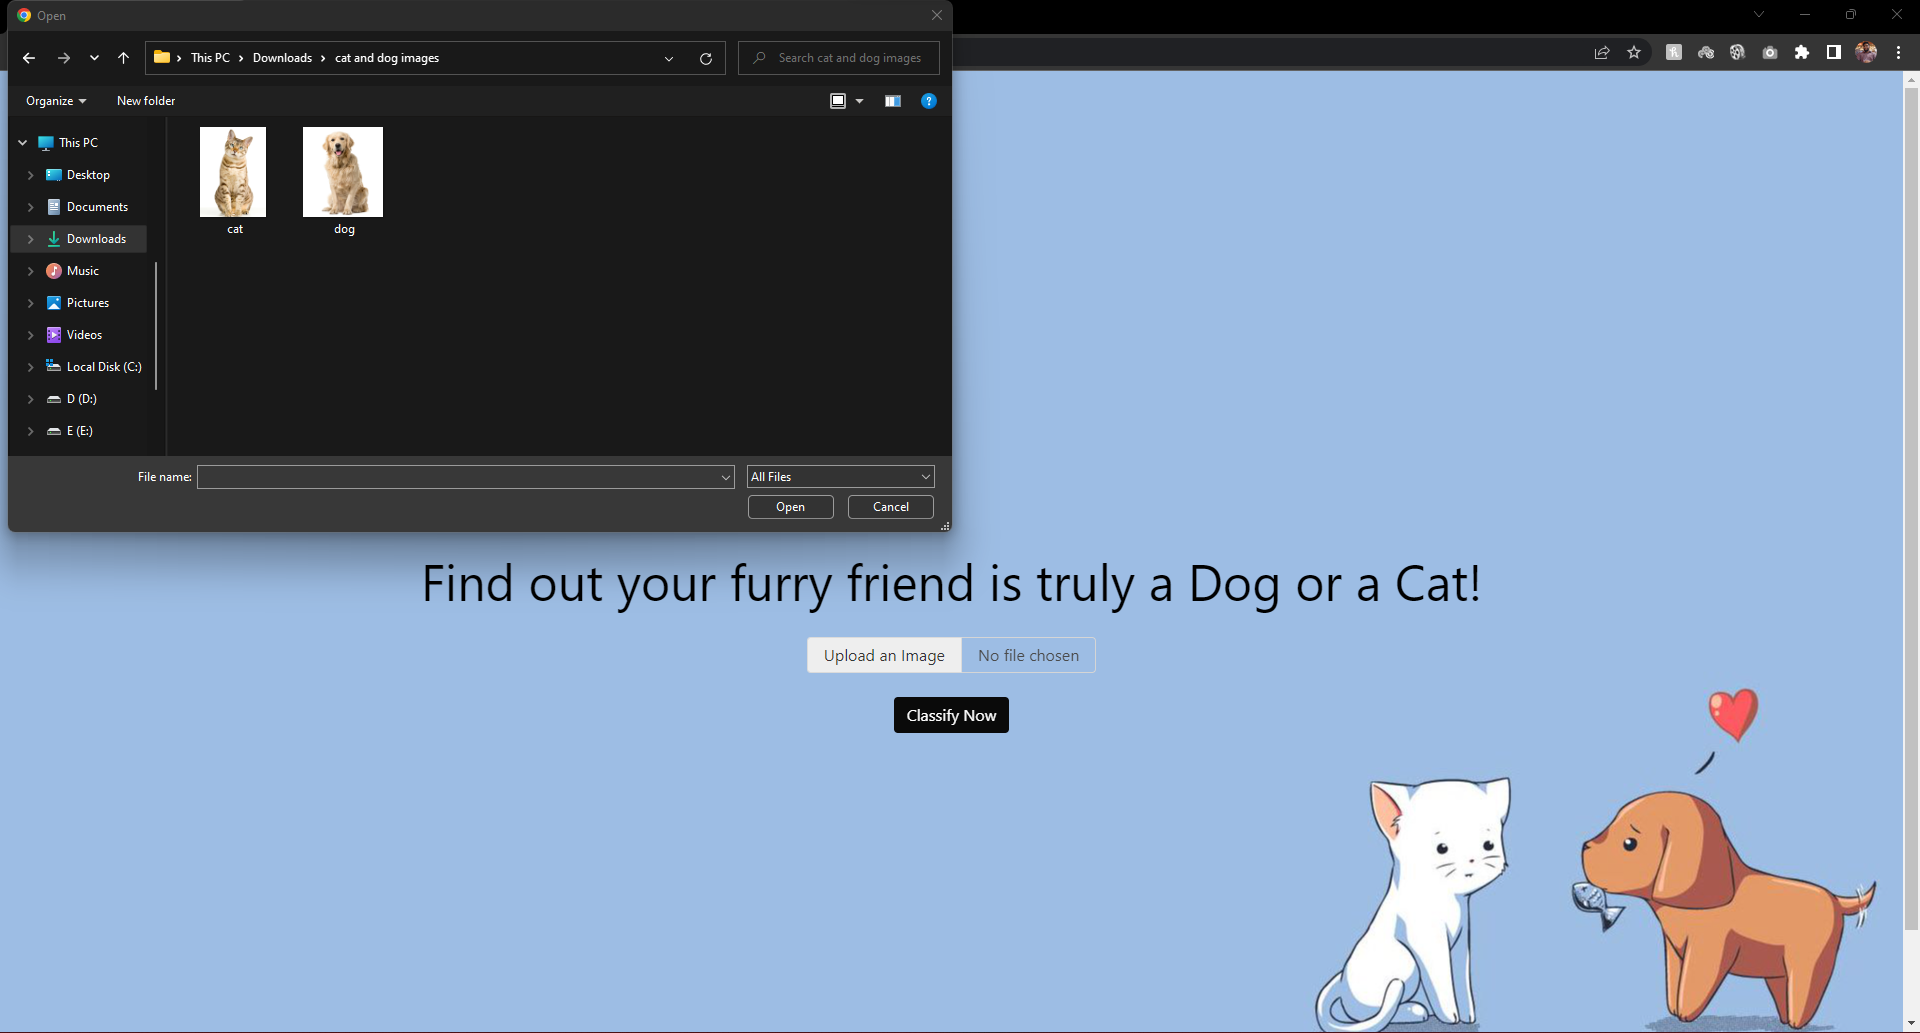 Open
This PC > Downloads > cat and dog images
Search cat and dog images
Organize
New folder
This PC
Desktop
Documents
Downloads
Music
Pictures
Videos
Local Disk (C:)
D (D:)
E (E:)
cat
dog
File name:
All Files
Open
Cancel
Find out your furry friend is truly a Dog or a Cat!
Upload an Image
No file chosen
Classify Now